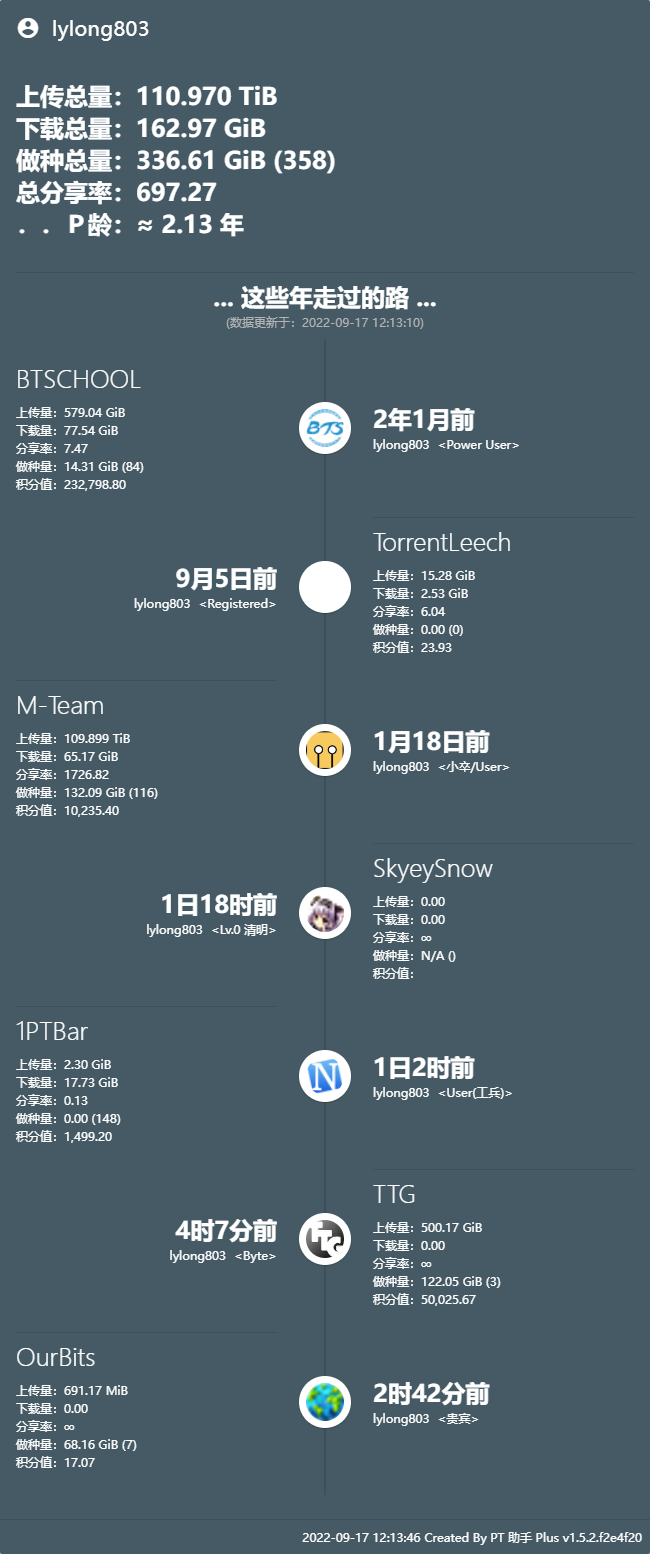 lylong803
上传总量：110.970 TiB
下载总量：162.97 GiB
做种总量：336.61 GiB (358)
总分享率：697.27
．．P龄：≈ 2.13 年
... 这些年走过的路 ...
(数据更新于：2022-09-17 12:13:10)
BTSCHOOL
上传量：579.04 GiB
下载量：77.54 GiB
分享率：7.47
做种量：14.31 GiB (84)
积分值：232,798.80
BTS
2年1月前
lylong803 <Power User>
9月5日前
lylong803 <Registered>
TorrentLeech
上传量：15.28 GiB
下载量：2.53 GiB
分享率：6.04
做种量：0.00 (0)
积分值：23.93
M-Team
上传量：109.899 TiB
下载量：65.17 GiB
分享率：1726.82
做种量：132.09 GiB (116)
积分值：10,235.40
1月18日前
lylong803 <小卒/User>
1日18时前
lylong803 <Lv.0 清明>
SkyeySnow
上传量：0.00
下载量：0.00
分享率：∞
做种量：N/A ()
积分值：
1PTBar
上传量：2.30 GiB
下载量：17.73 GiB
分享率：0.13
做种量：0.00 (148)
积分值：1,499.20
N
1日2时前
lylong803 <User(工兵)>
4时7分前
lylong803 <Byte>
TTG
TTG
上传量：500.17 GiB
下载量：0.00
分享率：∞
做种量：122.05 GiB (3)
积分值：50,025.67
OurBits
上传量：691.17 MiB
下载量：0.00
分享率：∞
做种量：68.16 GiB (7)
积分值：17.07
2时42分前
lylong803 <贵宾>
2022-09-17 12:13:46 Created By PT 助手 Plus v1.5.2.f2e4f20